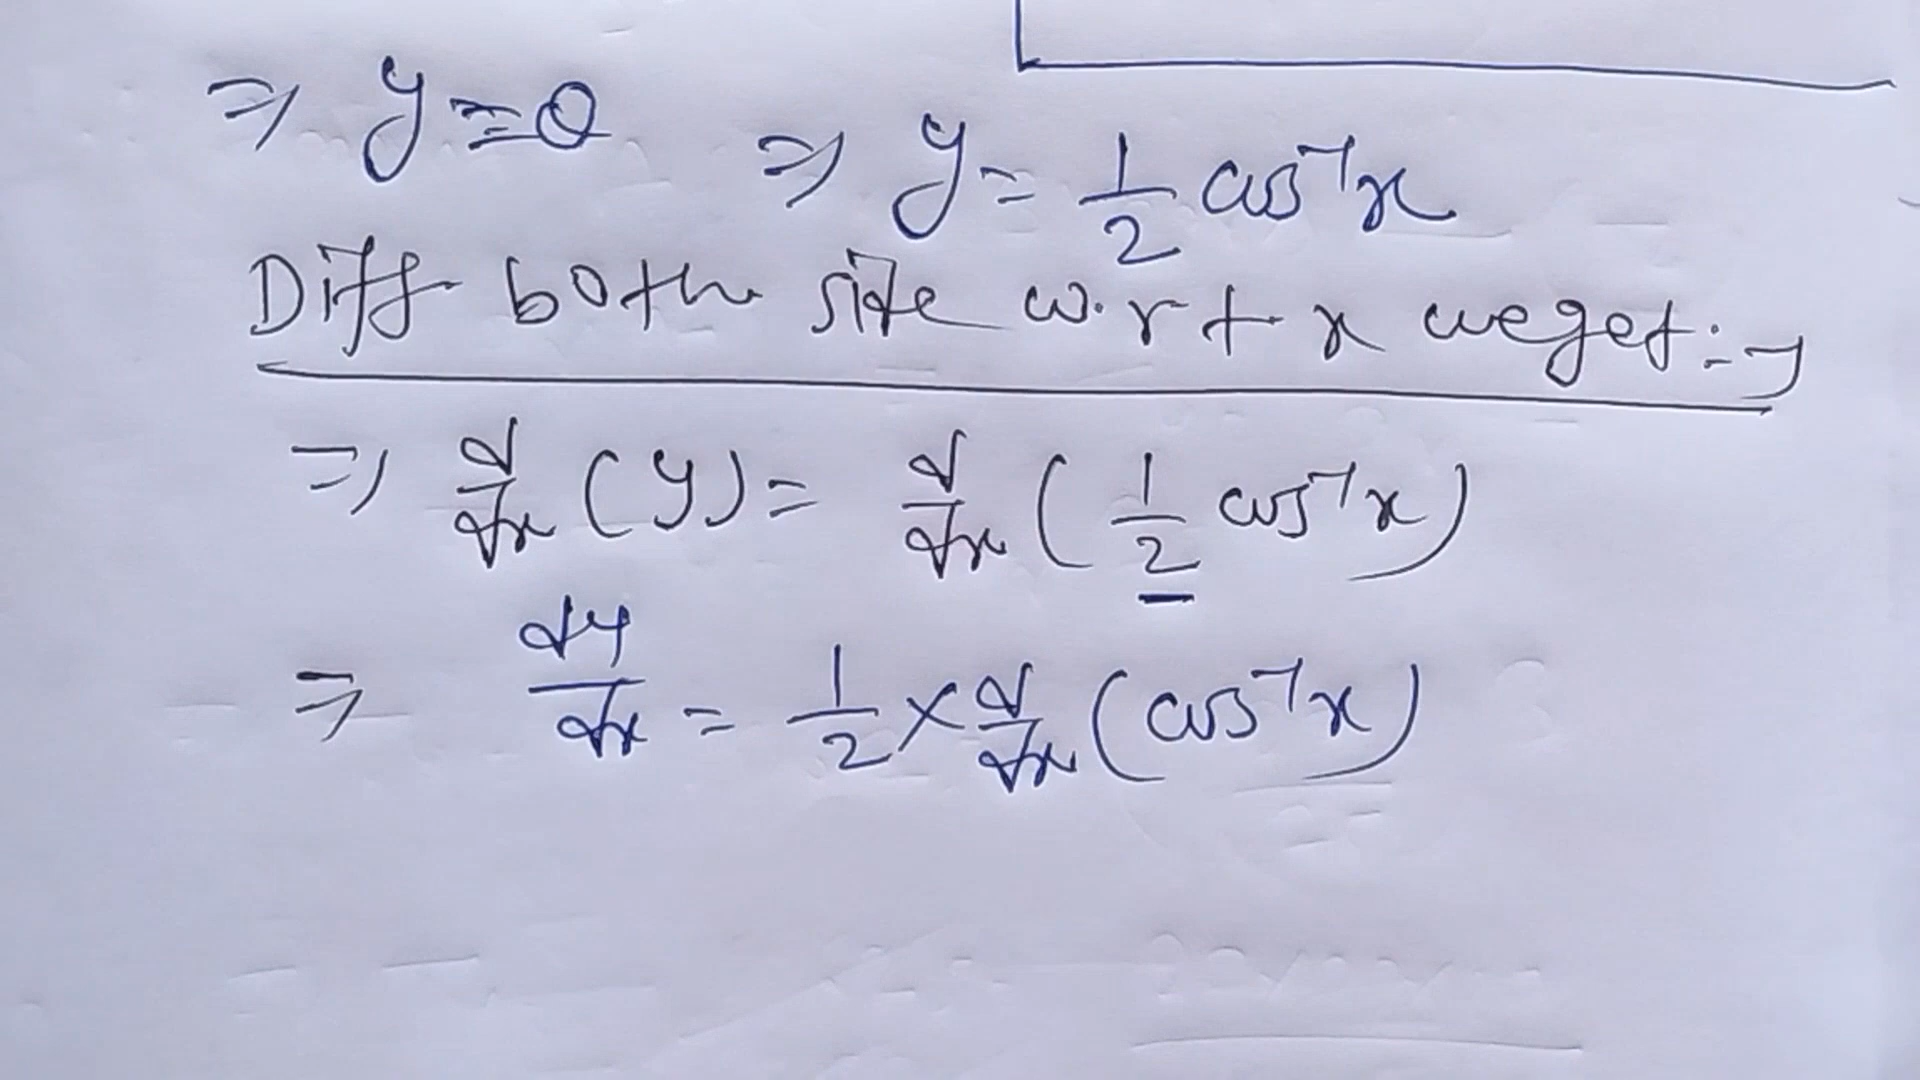 ⇒ y = θ ⇒ y = 1/2 cos⁻¹x
Diff both side w.r.t x we get :-
⇒ d/dx (y) = d/dx (1/2 cos⁻¹x)
⇒ dy/dx = 1/2 × d/dx (cos⁻¹x)